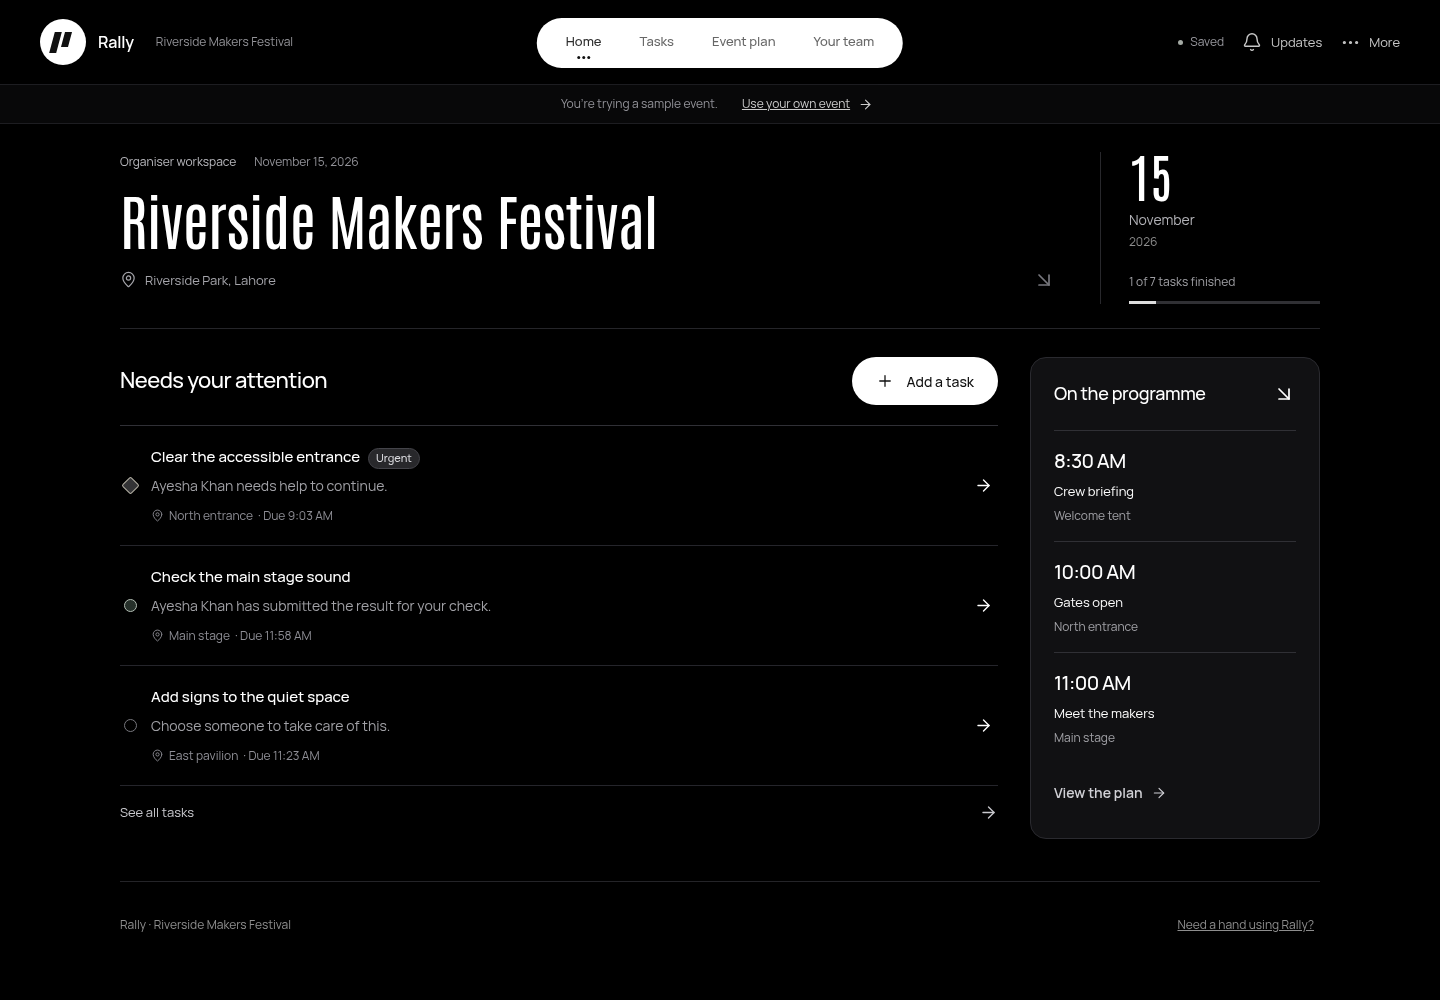 Rally
Riverside Makers Festival
Home
Tasks
Event plan
Your team
Saved
Updates
More
You're trying a sample event.
Use your own event
Organiser workspace
November 15, 2026
Riverside Makers Festival
Riverside Park, Lahore
15
November
2026
1 of 7 tasks finished
Needs your attention
Add a task
Clear the accessible entrance
Urgent
Ayesha Khan needs help to continue.
North entrance · Due 9:03 AM
Check the main stage sound
Ayesha Khan has submitted the result for your check.
Main stage · Due 11:58 AM
Add signs to the quiet space
Choose someone to take care of this.
East pavilion · Due 11:23 AM
See all tasks
On the programme
8:30 AM
Crew briefing
Welcome tent
10:00 AM
Gates open
North entrance
11:00 AM
Meet the makers
Main stage
View the plan
Rally · Riverside Makers Festival
Need a hand using Rally?